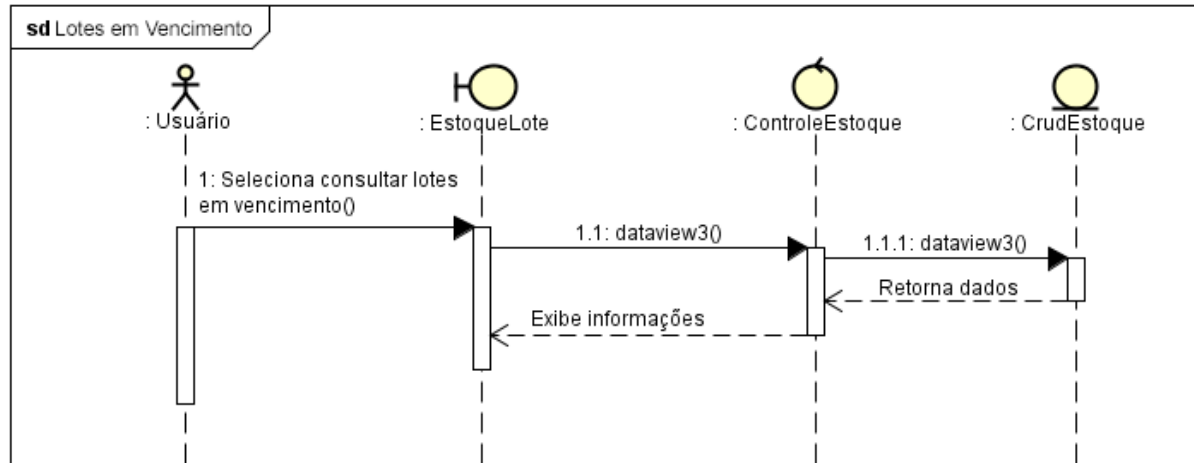 sd Lotes em Vencimento
: Usuário
: EstoqueLote
: ControleEstoque
: CrudEstoque
1: Seleciona consultar lotes
em vencimento()
1.1: dataview3()
1.1.1: dataview3()
Retorna dados
Exibe informações